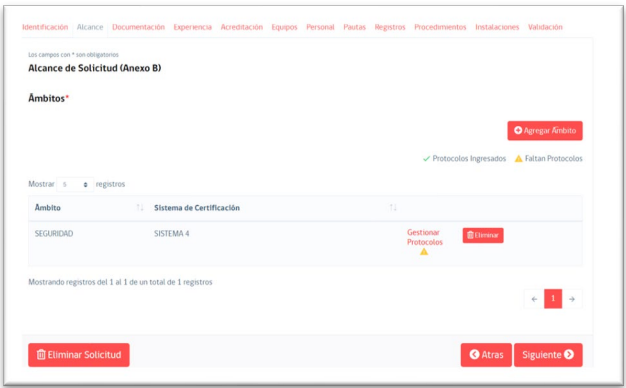 Identificación Alcance Documentación Experiencia Acreditación Equipos Personal Pautas Registros Procedimientos Instalaciones Validación
Los campos con * son obligatorios
Alcance de Solicitud (Anexo B)
Ámbitos*
Agregar Ámbito
Protocolos Ingresados Faltan Protocolos
Mostrar 5 registros
Ámbito Sistema de Certificación
SEGURIDAD SISTEMA 4 Gestionar Protocolos Eliminar
Mostrando registros del 1 al 1 de un total de 1 registros
← 1 →
Eliminar Solicitud Atras Siguiente